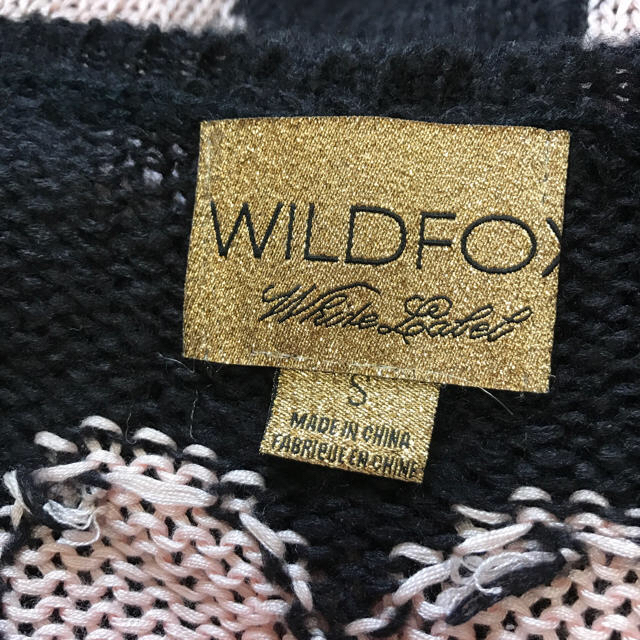 WILDFOX
White Label
S
MADE IN CHINA
FABRIQUE EN CHINE